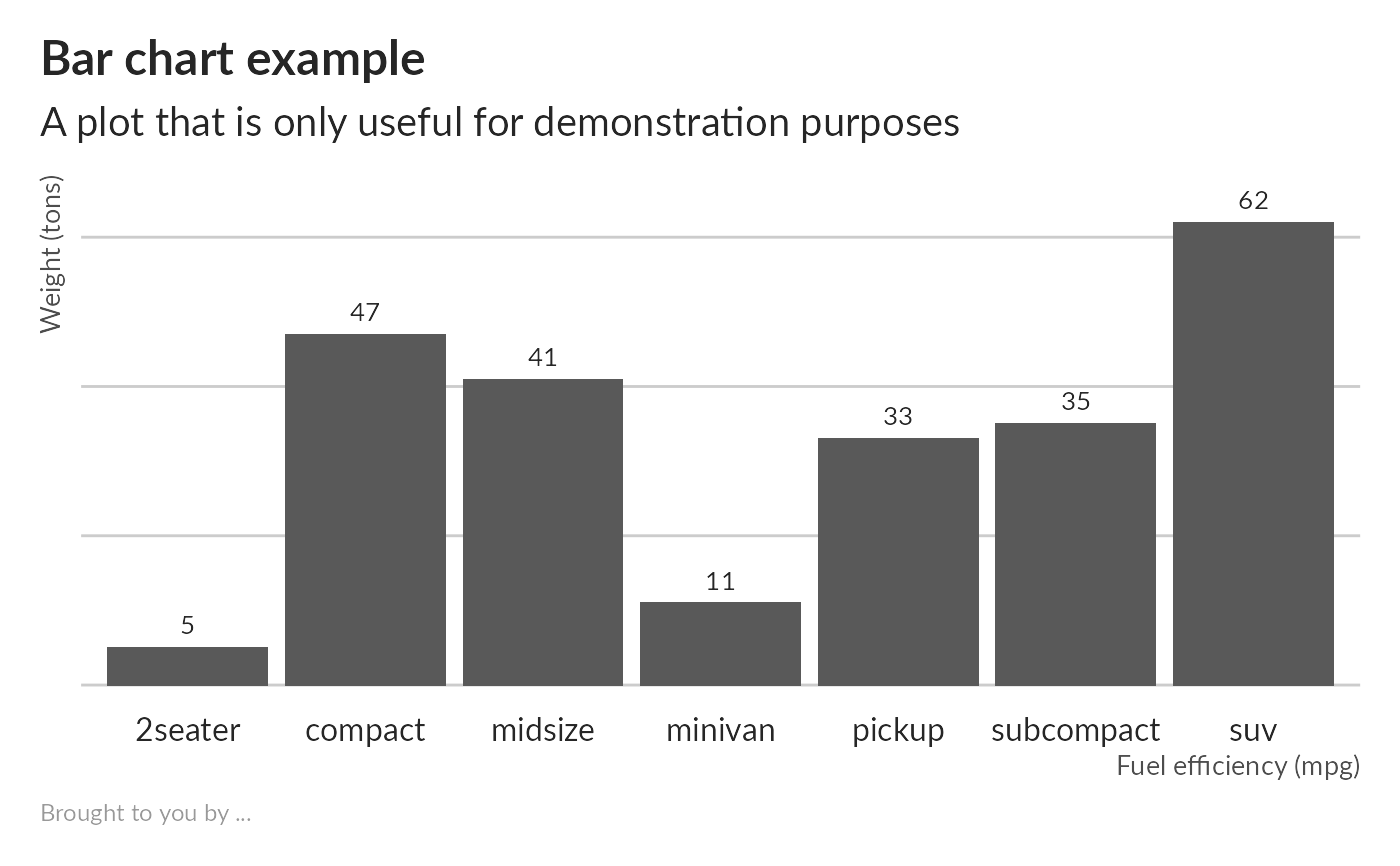 Bar chart example
A plot that is only useful for demonstration purposes
Weight (tons)
62
47
41
35
33
11
5
2seater compact midsize minivan pickup subcompact suv
Fuel efficiency (mpg)
Brought to you by ...